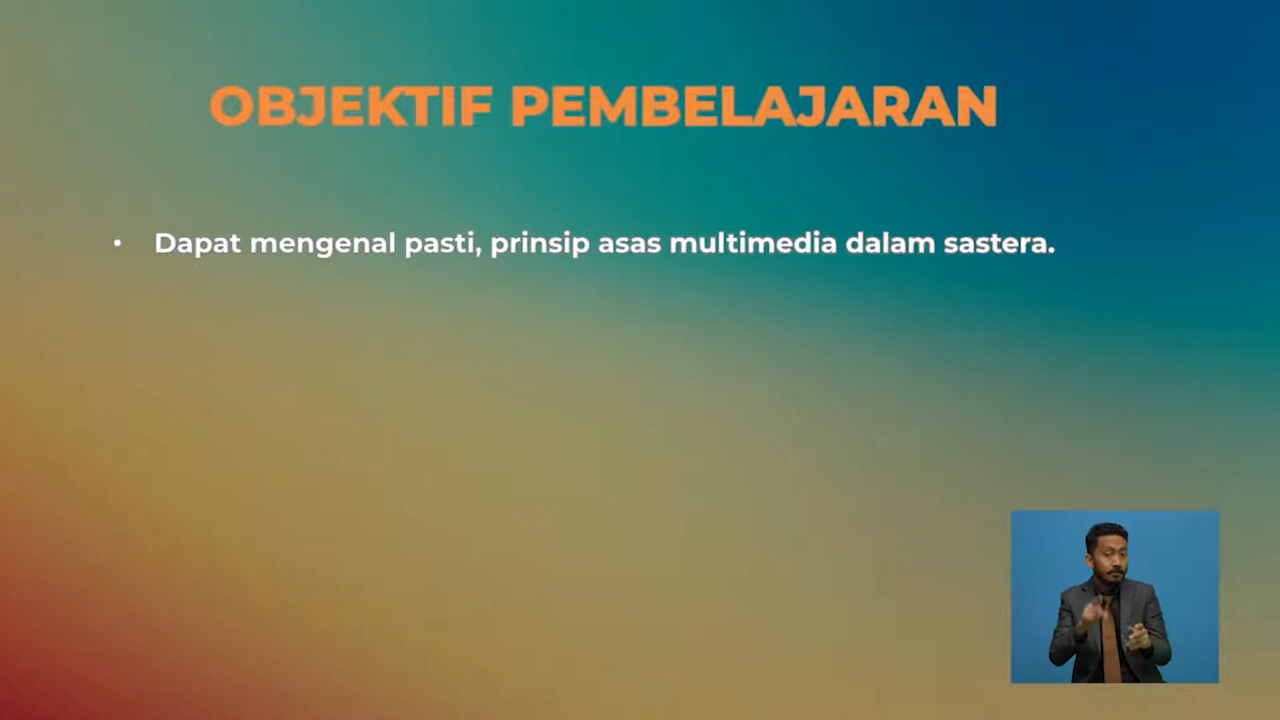 OBJEKTIF PEMBELAJARAN
• Dapat mengenal pasti, prinsip asas multimedia dalam sastera.